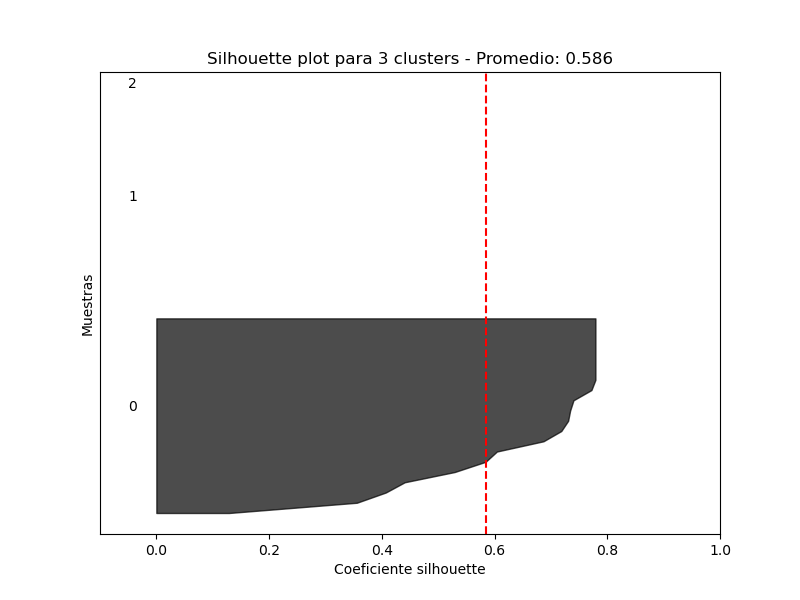 Silhouette plot para 3 clusters - Promedio: 0.586
2
1
0
Muestras
0.0 0.2 0.4 0.6 0.8 1.0
Coeficiente silhouette